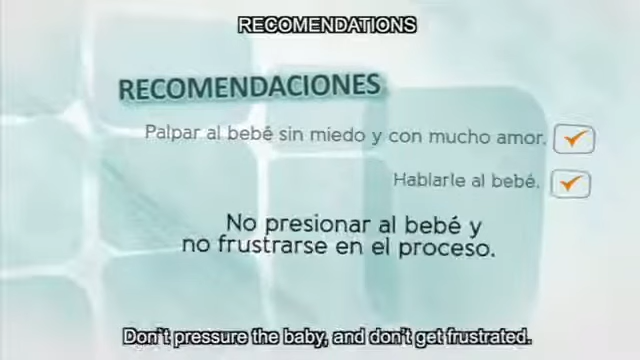 RECOMENDATIONS
RECOMENDACIONES
Palpar al bebé sin miedo y con mucho amor.
Hablarle al bebé.
No presionar al bebé y
no frustrarse en el proceso.
Don't pressure the baby, and don't get frustrated.